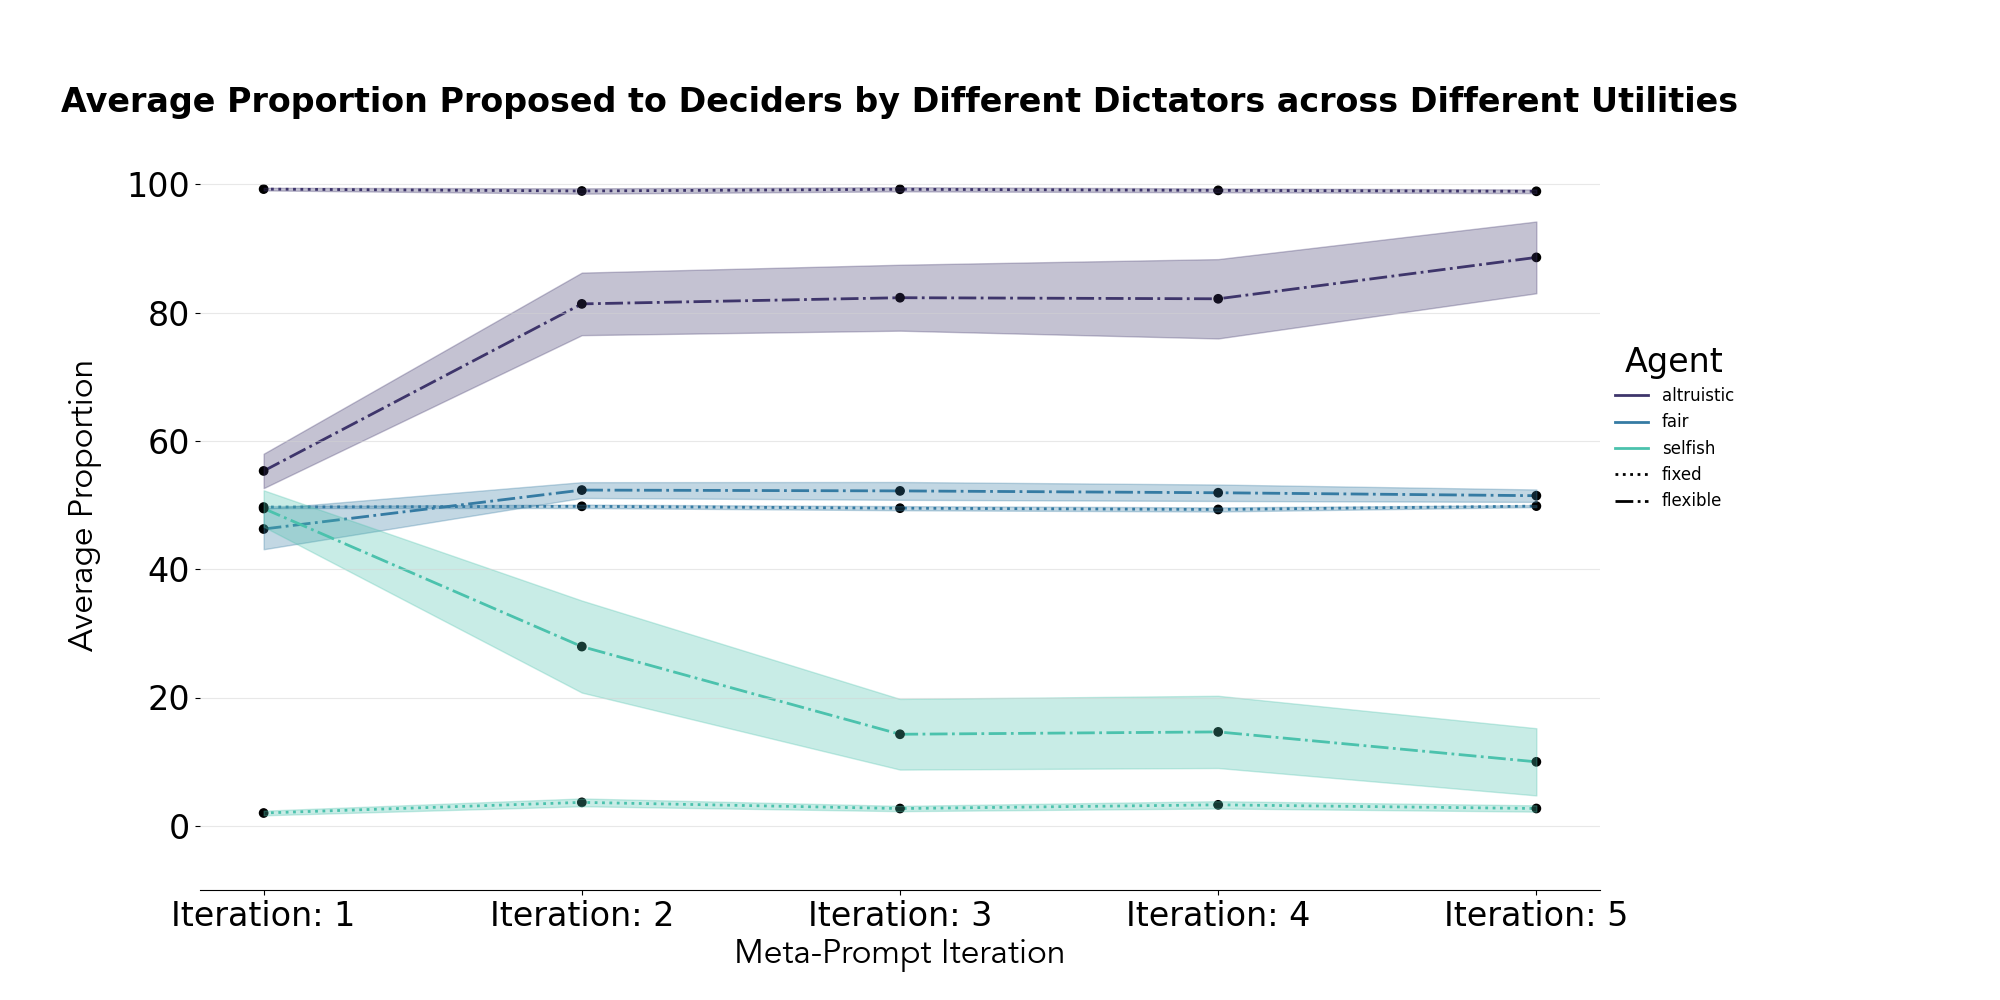 Average Proportion Proposed to Deciders by Different Dictators across Different Utilities
100
80
60
40
20
0
Average Proportion
Iteration: 1
Iteration: 2
Iteration: 3
Iteration: 4
Iteration: 5
Meta-Prompt Iteration
Agent
altruistic
fair
selfish
fixed
flexible